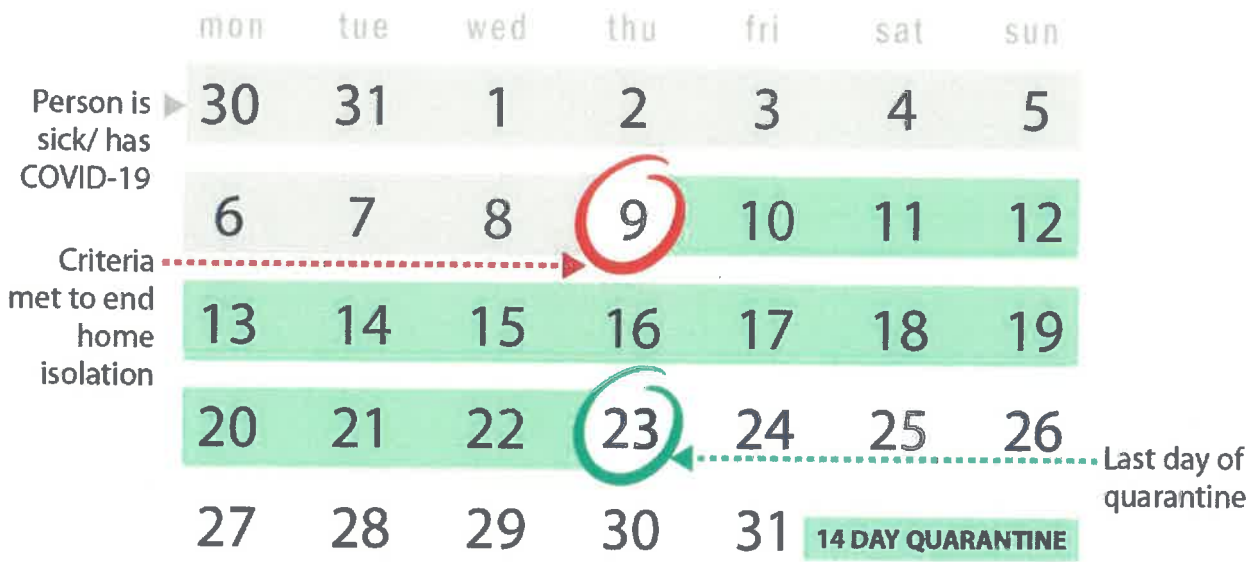 mon tue wed thu fri sat sun
Person is
sick/ has
COVID-19
30 31 1 2 3 4 5
6 7 8 9 10 11 12
Criteria
met to end
home
isolation
13 14 15 16 17 18 19
20 21 22 23 24 25 26
Last day of
quarantine
27 28 29 30 31
14 DAY QUARANTINE